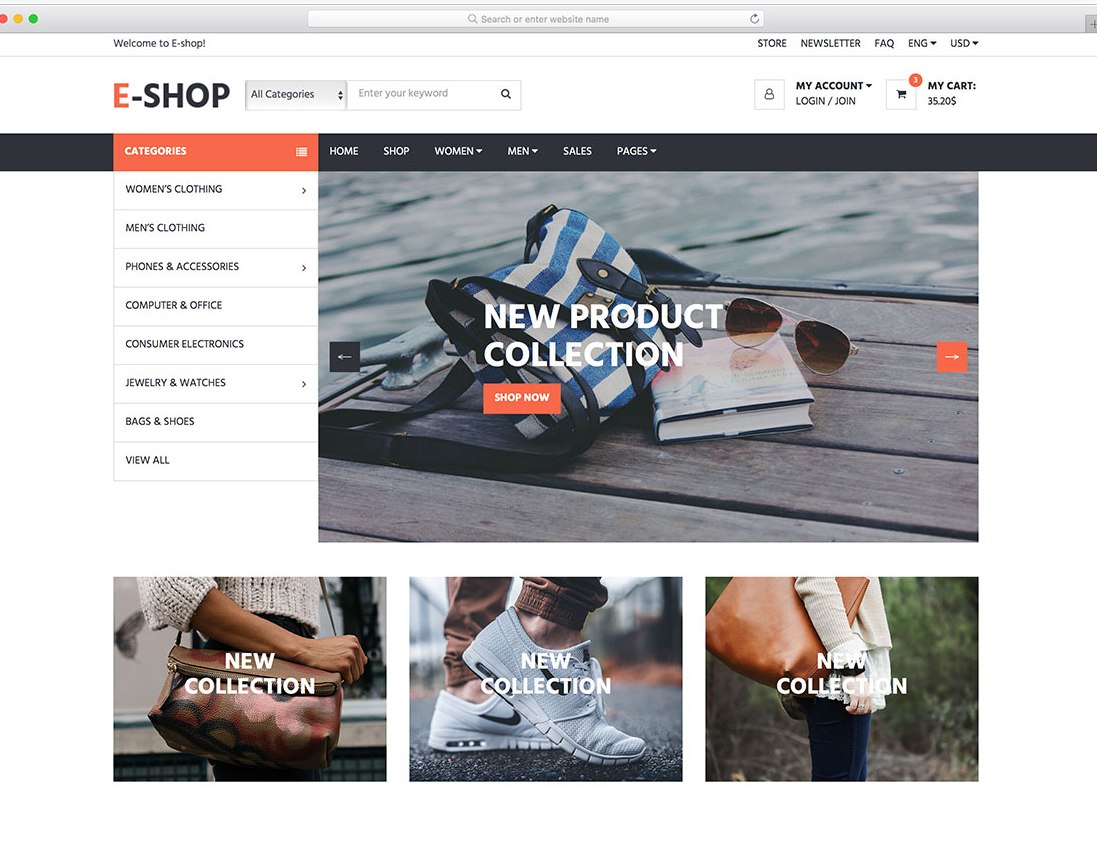 Search or enter website name
Welcome to E-shop!
STORE NEWSLETTER FAQ ENG USD
E-SHOP
All Categories
Enter your keyword
MY ACCOUNT
LOGIN / JOIN
3
MY CART:
35.20$
CATEGORIES
HOME SHOP WOMEN MEN SALES PAGES
WOMEN'S CLOTHING
MEN'S CLOTHING
PHONES & ACCESSORIES
COMPUTER & OFFICE
CONSUMER ELECTRONICS
JEWELRY & WATCHES
BAGS & SHOES
VIEW ALL
NEW PRODUCT
COLLECTION
SHOP NOW
NEW
COLLECTION
NEW
COLLECTION
NEW
COLLECTION